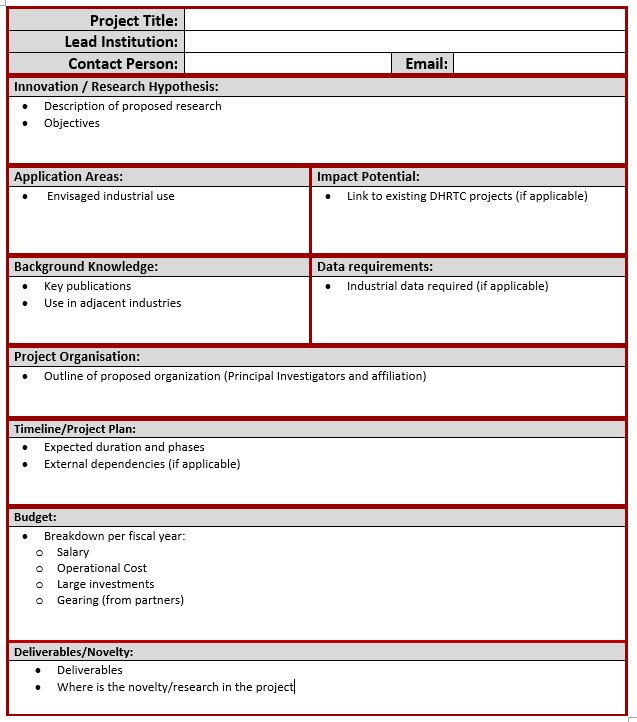 Project Title:
Lead Institution:
Contact Person: Email:
Innovation / Research Hypothesis:
• Description of proposed research
• Objectives
Application Areas:
• Envisaged industrial use
Impact Potential:
• Link to existing DHRTC projects (if applicable)
Background Knowledge:
• Key publications
• Use in adjacent industries
Data requirements:
• Industrial data required (if applicable)
Project Organisation:
• Outline of proposed organization (Principal Investigators and affiliation)
Timeline/Project Plan:
• Expected duration and phases
• External dependencies (if applicable)
Budget:
• Breakdown per fiscal year:
o Salary
o Operational Cost
o Large investments
o Gearing (from partners)
Deliverables/Novelty:
• Deliverables
• Where is the novelty/research in the project